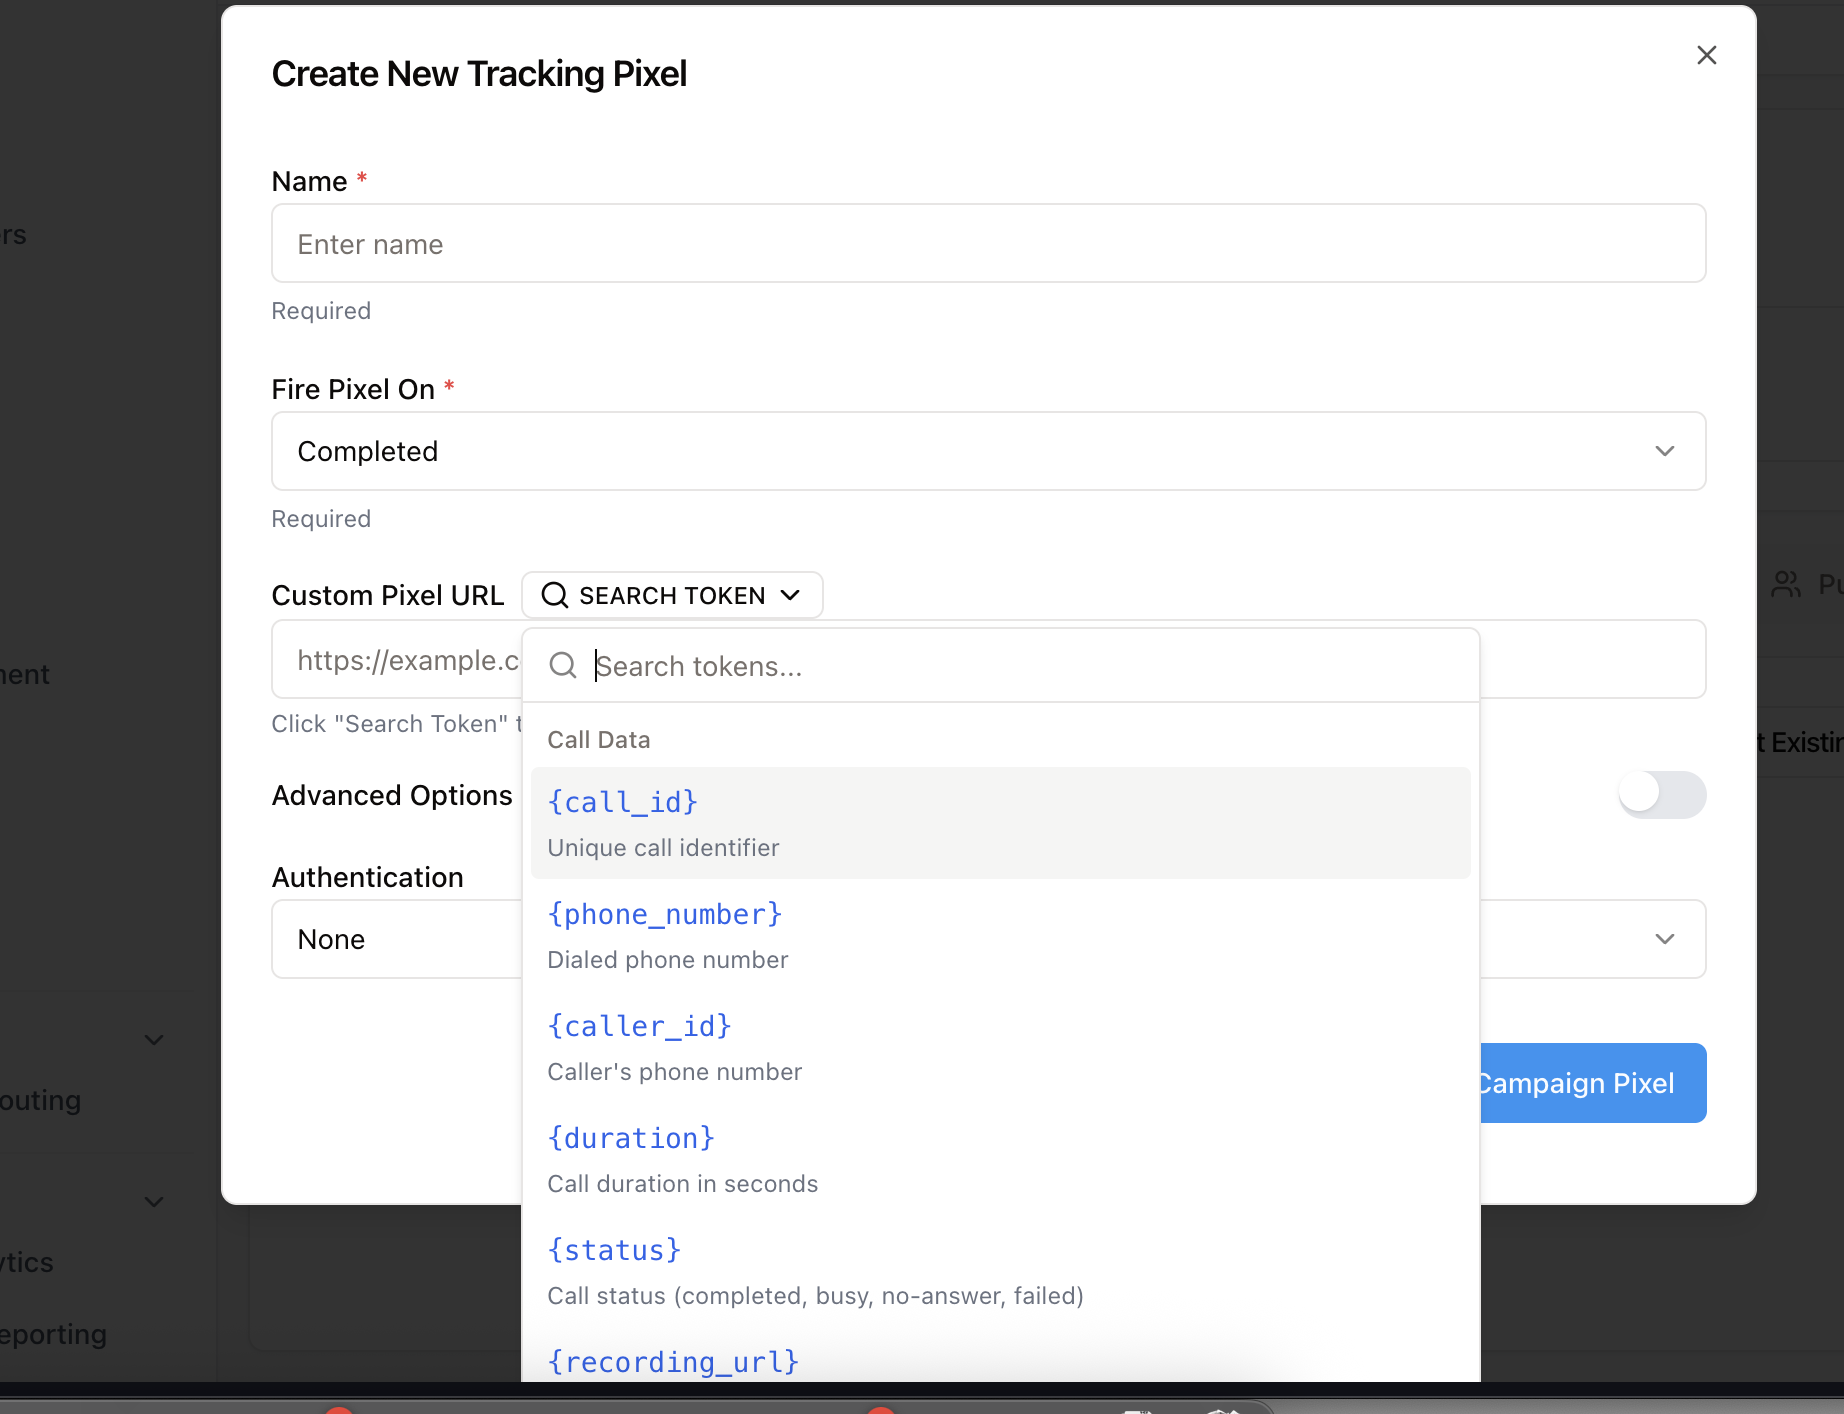 Create New Tracking Pixel
Name *
Enter name
Required
Fire Pixel On *
Completed
Required
Custom Pixel URL
SEARCH TOKEN
https://example.c
Search tokens...
Click "Search Token" t
Call Data
{call_id}
Unique call identifier
{phone_number}
Dialed phone number
{caller_id}
Caller's phone number
{duration}
Call duration in seconds
{status}
Call status (completed, busy, no-answer, failed)
{recording_url}
Advanced Options
Authentication
None
Campaign Pixel
ers
ment
outing
ytics
eporting
Pu
t Existin